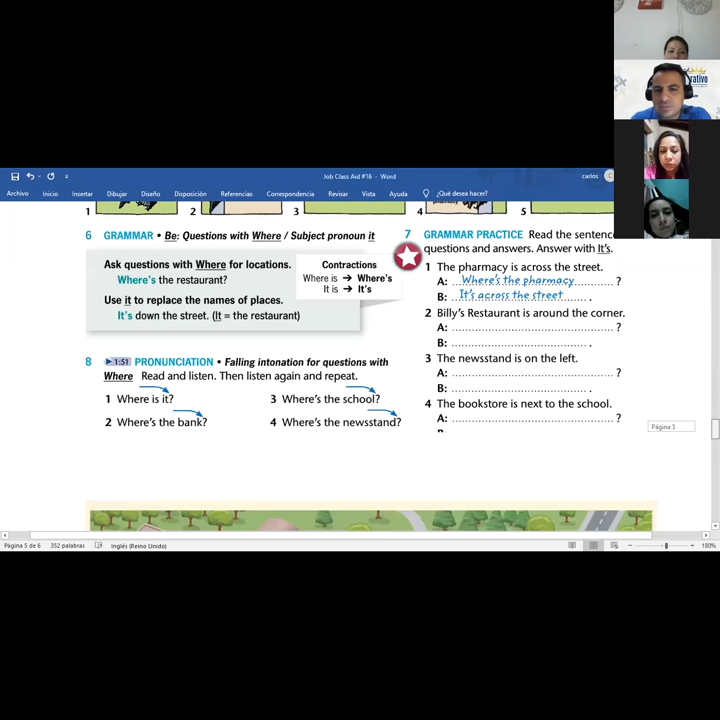 rativo
Job Class Aid #16 - Word
carlos
Archivo Inicio Insertar Dibujar Diseño Disposición Referencias Correspondencia Revisar Vista Ayuda ¿Qué desea hacer?
1 2 3 4 5
6 GRAMMAR • Be: Questions with Where / Subject pronoun it
Ask questions with Where for locations.
Where's the restaurant?
Use it to replace the names of places.
It's down the street. (It = the restaurant)
Contractions
Where is → Where's
It is → It's
8 1:51 PRONUNCIATION • Falling intonation for questions with
Where Read and listen. Then listen again and repeat.
1 Where is it?
2 Where's the bank?
3 Where's the school?
4 Where's the newsstand?
7 GRAMMAR PRACTICE Read the sentenc
questions and answers. Answer with It's.
1 The pharmacy is across the street.
A: Where's the pharmacy ?
B: It's across the street .
2 Billy's Restaurant is around the corner.
A: ?
B: .
3 The newsstand is on the left.
A: ?
B: .
4 The bookstore is next to the school.
A: ?
Página 5
Página 5 de 6 352 palabras Inglés (Reino Unido) 180%